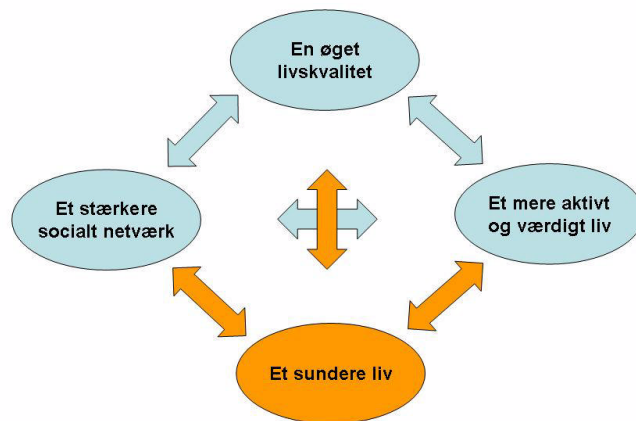 En øget
livskvalitet
Et stærkere
socialt netværk
Et mere aktivt
og værdigt liv
Et sundere liv